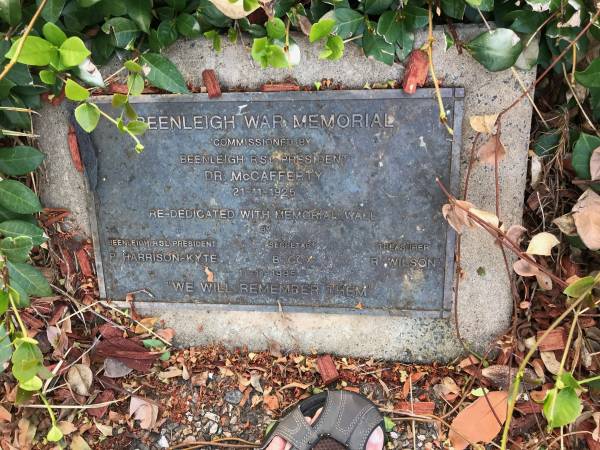 BEENLEIGH WAR MEMORIAL
COMMISSIONED BY
BEENLEIGH RSL PRESIDENT
DR. McCAFFERTY
21-11-1925
RE-DEDICATED WITH MEMORIAL WALL
BY
BEENLEIGH RSL PRESIDENT SECRETARY TREASURER
P. HARRISON-KYTE B. COX R. WILSON
"WE WILL REMEMBER THEM"